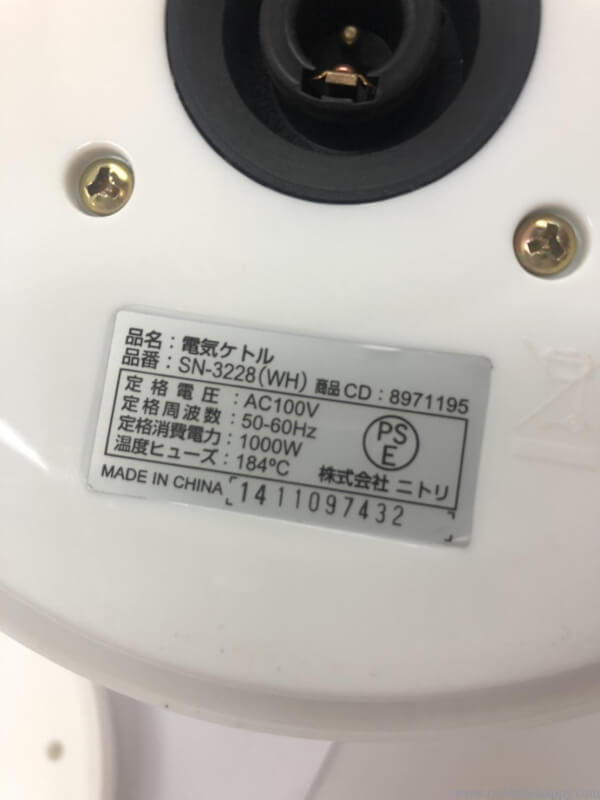 品名：電気ケトル
品番：SN-3228(WH) 商品CD：8971195
定格電圧：AC100V
定格周波数：50-60Hz
定格消費電力：1000W
温度ヒューズ：184℃
PS
E
株式会社 ニトリ
MADE IN CHINA 1411097432